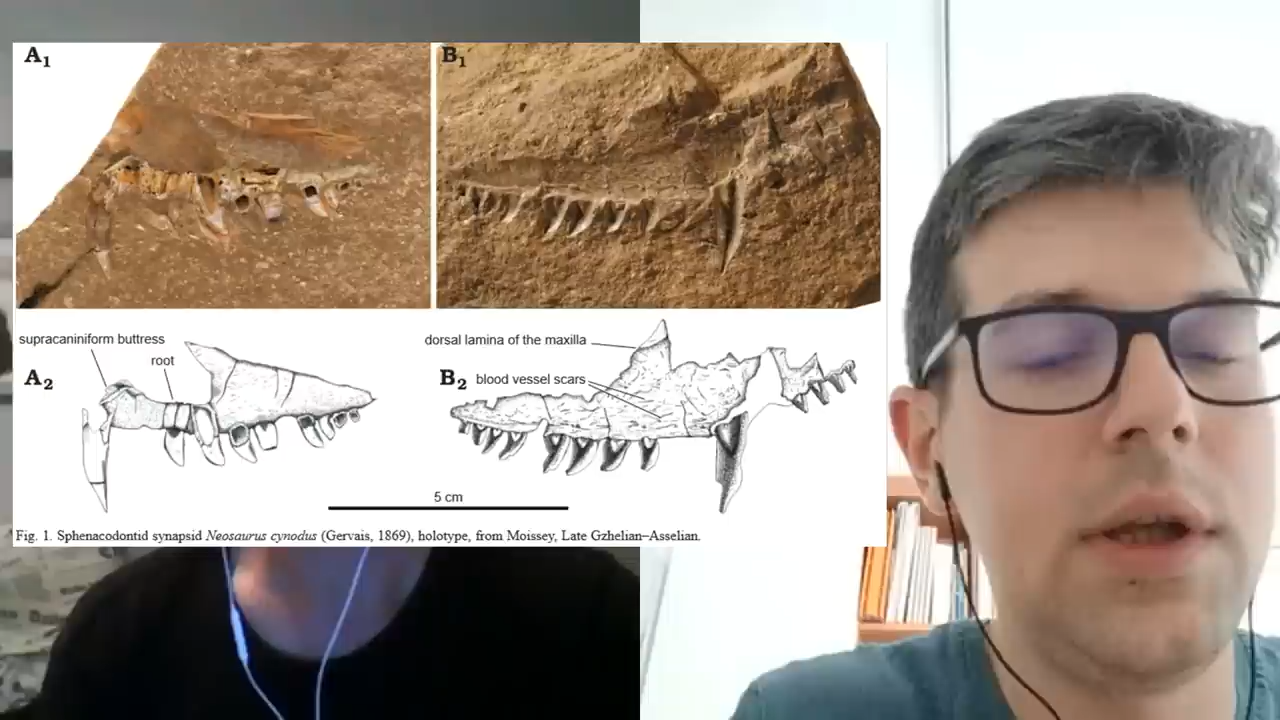 A1
B1
supracaniniform buttress
root
A2
dorsal lamina of the maxilla
B2 blood vessel scars
5 cm
Fig. 1. Sphenacodontid synapsid Neosaurus cynodus (Gervais, 1869), holotype, from Moissey, Late Gzhelian–Asselian.